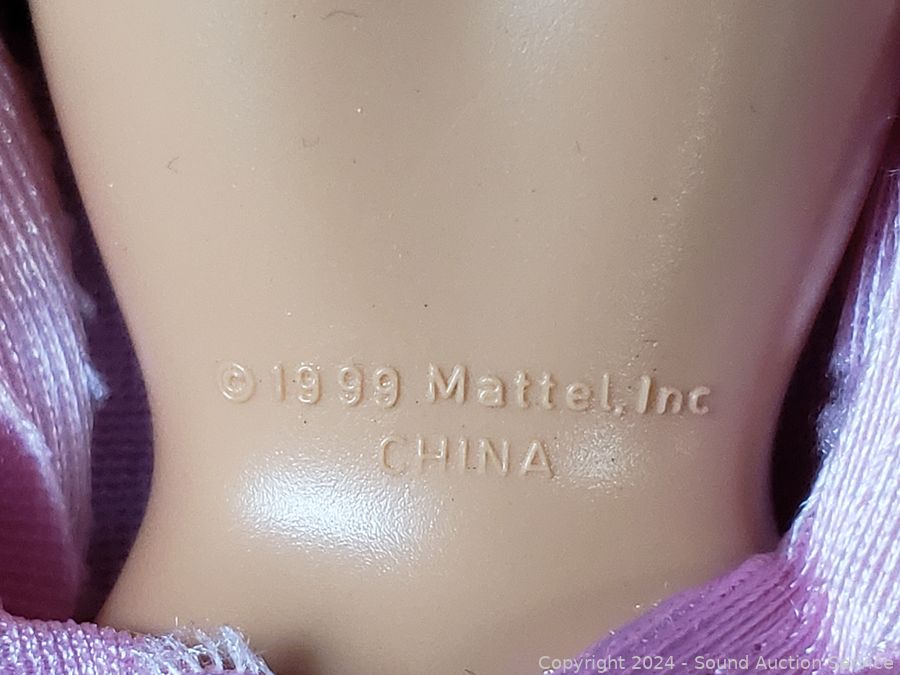 © 1999 Mattel, Inc
CHINA
Copyright 2024 - Sound Auction Service